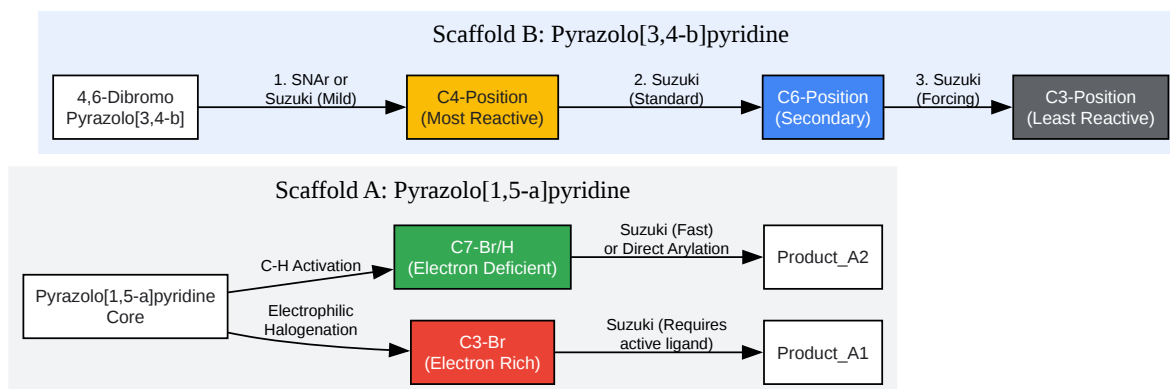 Scaffold B: Pyrazolo[3,4-b]pyridine
4,6-Dibromo
Pyrazolo[3,4-b]
1. SNAr or
Suzuki (Mild)
C4-Position
(Most Reactive)
2. Suzuki
(Standard)
C6-Position
(Secondary)
3. Suzuki
(Forcing)
C3-Position
(Least Reactive)
Scaffold A: Pyrazolo[1,5-a]pyridine
Pyrazolo[1,5-a]pyridine
Core
C-H Activation
C7-Br/H
(Electron Deficient)
Suzuki (Fast)
or Direct Arylation
Product_A2
Electrophilic
Halogenation
C3-Br
(Electron Rich)
Suzuki (Requires
active ligand)
Product_A1